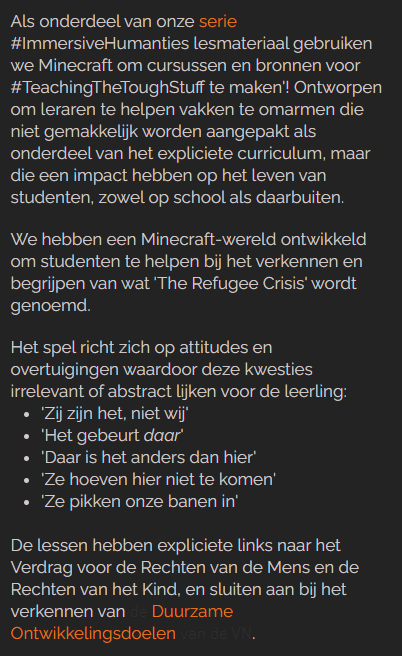 Als onderdeel van onze serie
#ImmersiveHumanties lesmateriaal gebruiken
we Minecraft om cursussen en bronnen voor
#TeachingTheToughStuff te maken'! Ontworpen
om leraren te helpen vakken te omarmen die
niet gemakkelijk worden aangepakt als
onderdeel van het expliciete curriculum, maar
die een impact hebben op het leven van
studenten, zowel op school als daarbuiten.

We hebben een Minecraft-wereld ontwikkeld
om studenten te helpen bij het verkennen en
begrijpen van wat 'The Refugee Crisis' wordt
genoemd.

Het spel richt zich op attitudes en
overtuigingen waardoor deze kwesties
irrelevant of abstract lijken voor de leerling:
• 'Zij zijn het, niet wij'
• 'Het gebeurt daar'
• 'Daar is het anders dan hier'
• 'Ze hoeven hier niet te komen'
• 'Ze pikken onze banen in'

De lessen hebben expliciete links naar het
Verdrag voor de Rechten van de Mens en de
Rechten van het Kind, en sluiten aan bij het
verkennen van de Duurzame
Ontwikkelingsdoelen van de VN.